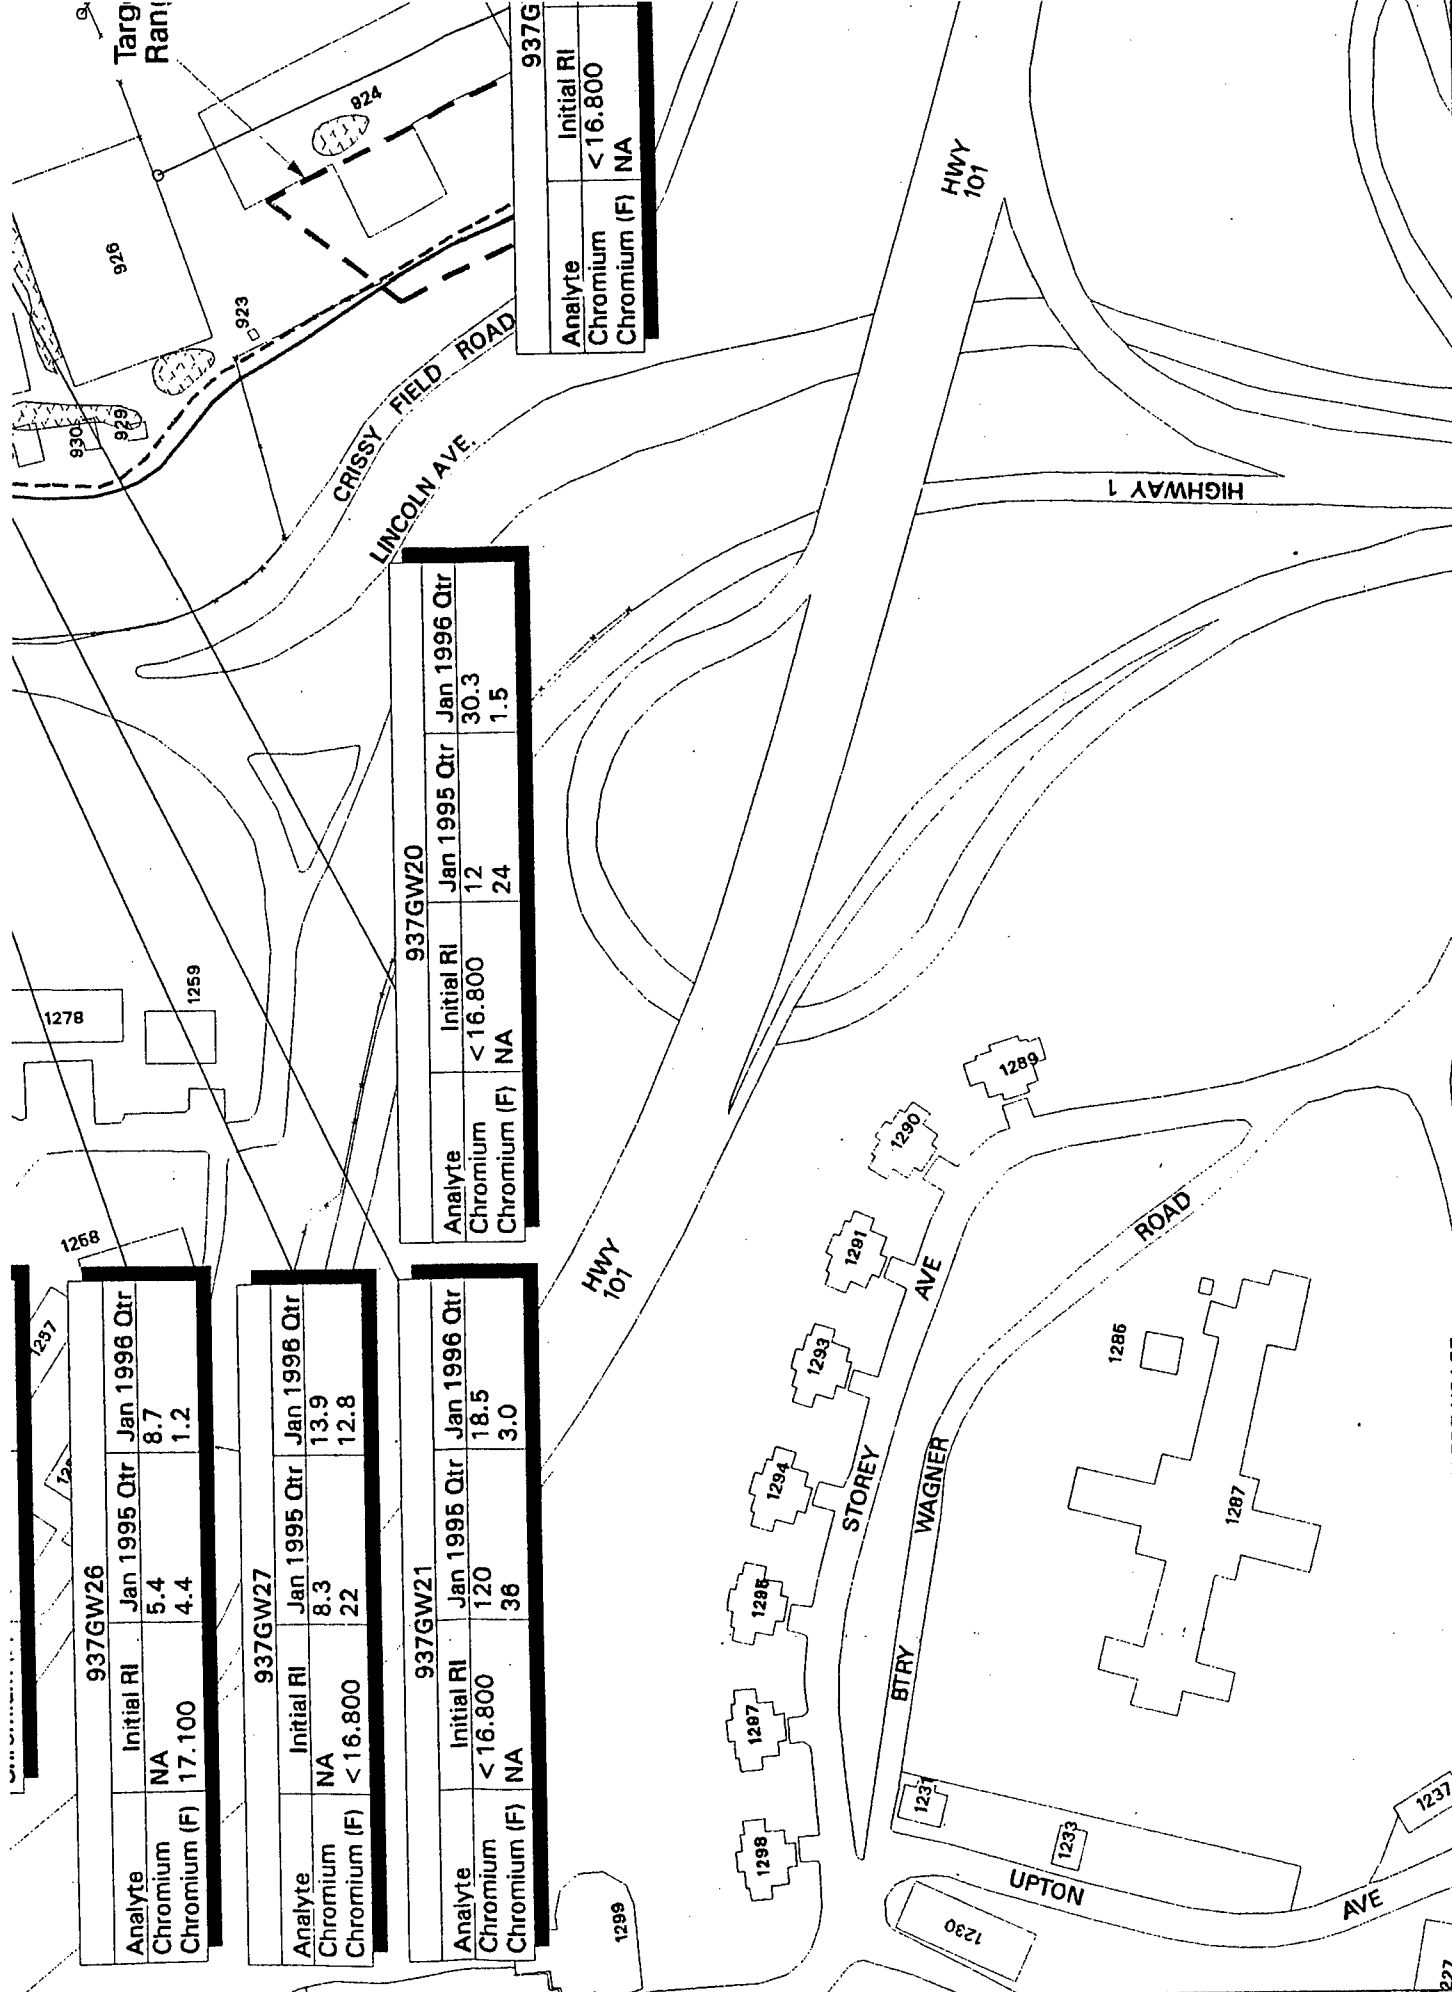 937GW26
Analyte Initial RI Jan 1995 Qtr Jan 1996 Qtr
Chromium NA 5.4 8.7
Chromium (F) 17.100 4.4 1.2
937GW27
Analyte Initial RI Jan 1995 Qtr Jan 1996 Qtr
Chromium NA 8.3 13.9
Chromium (F) <16.800 22 12.8
937GW21
Analyte Initial RI Jan 1995 Qtr Jan 1996 Qtr
Chromium <16.800 120 18.5
Chromium (F) NA 36 3.0
937GW20
Analyte Initial RI Jan 1995 Qtr Jan 1996 Qtr
Chromium <16.800 12 30.3
Chromium (F) NA 24 1.5
937G
Analyte Initial RI
Chromium <16.800
Chromium (F) NA
Targ
Rang
924
926
923
930
929
CRISSY FIELD ROAD
LINCOLN AVE.
HWY
101
HIGHWAY 1
1278
1259
1258
1257
HWY
101
1289
1290
1291
1293
1294
1295
1297
1298
1299
STOREY AVE
BTRY WAGNER ROAD
1286
1287
1231
1233
1237
1230
UPTON AVE
227